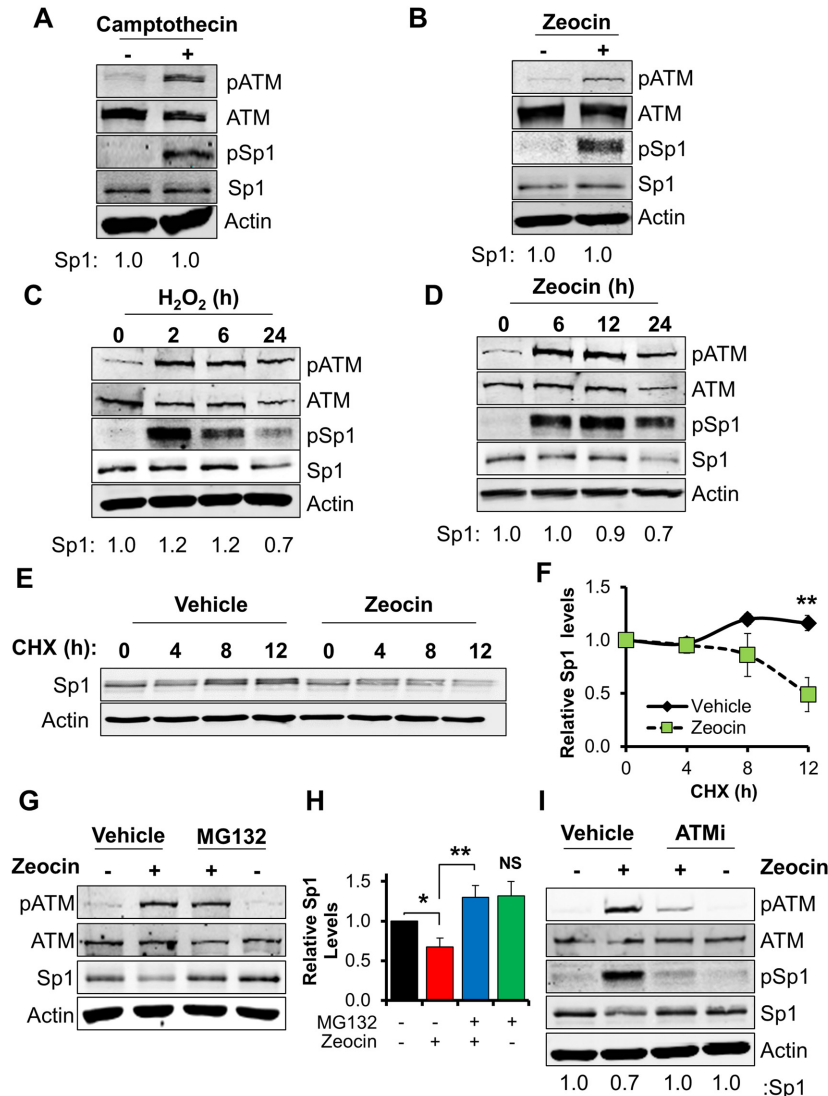 A
Camptothecin
- +
pATM
ATM
pSp1
Sp1
Actin
Sp1: 1.0 1.0
B
Zeocin
- +
pATM
ATM
pSp1
Sp1
Actin
Sp1: 1.0 1.0
C
H₂O₂ (h)
0 2 6 24
pATM
ATM
pSp1
Sp1
Actin
Sp1: 1.0 1.2 1.2 0.7
D
Zeocin (h)
0 6 12 24
pATM
ATM
pSp1
Sp1
Actin
Sp1: 1.0 1.0 0.9 0.7
E
Vehicle Zeocin
CHX (h): 0 4 8 12 0 4 8 12
Sp1
Actin
F
Relative Sp1 levels
1.5
1.0
0.5
0.0
**
Vehicle
Zeocin
0 4 8 12
CHX (h)
G
Vehicle MG132
Zeocin - + + -
pATM
ATM
Sp1
Actin
H
Relative Sp1
Levels
1.5
1.0
0.5
0.0
* ** NS
MG132 - - + +
Zeocin - + + -
I
Vehicle ATMi
- + + - Zeocin
pATM
ATM
pSp1
Sp1
Actin
1.0 0.7 1.0 1.0 :Sp1